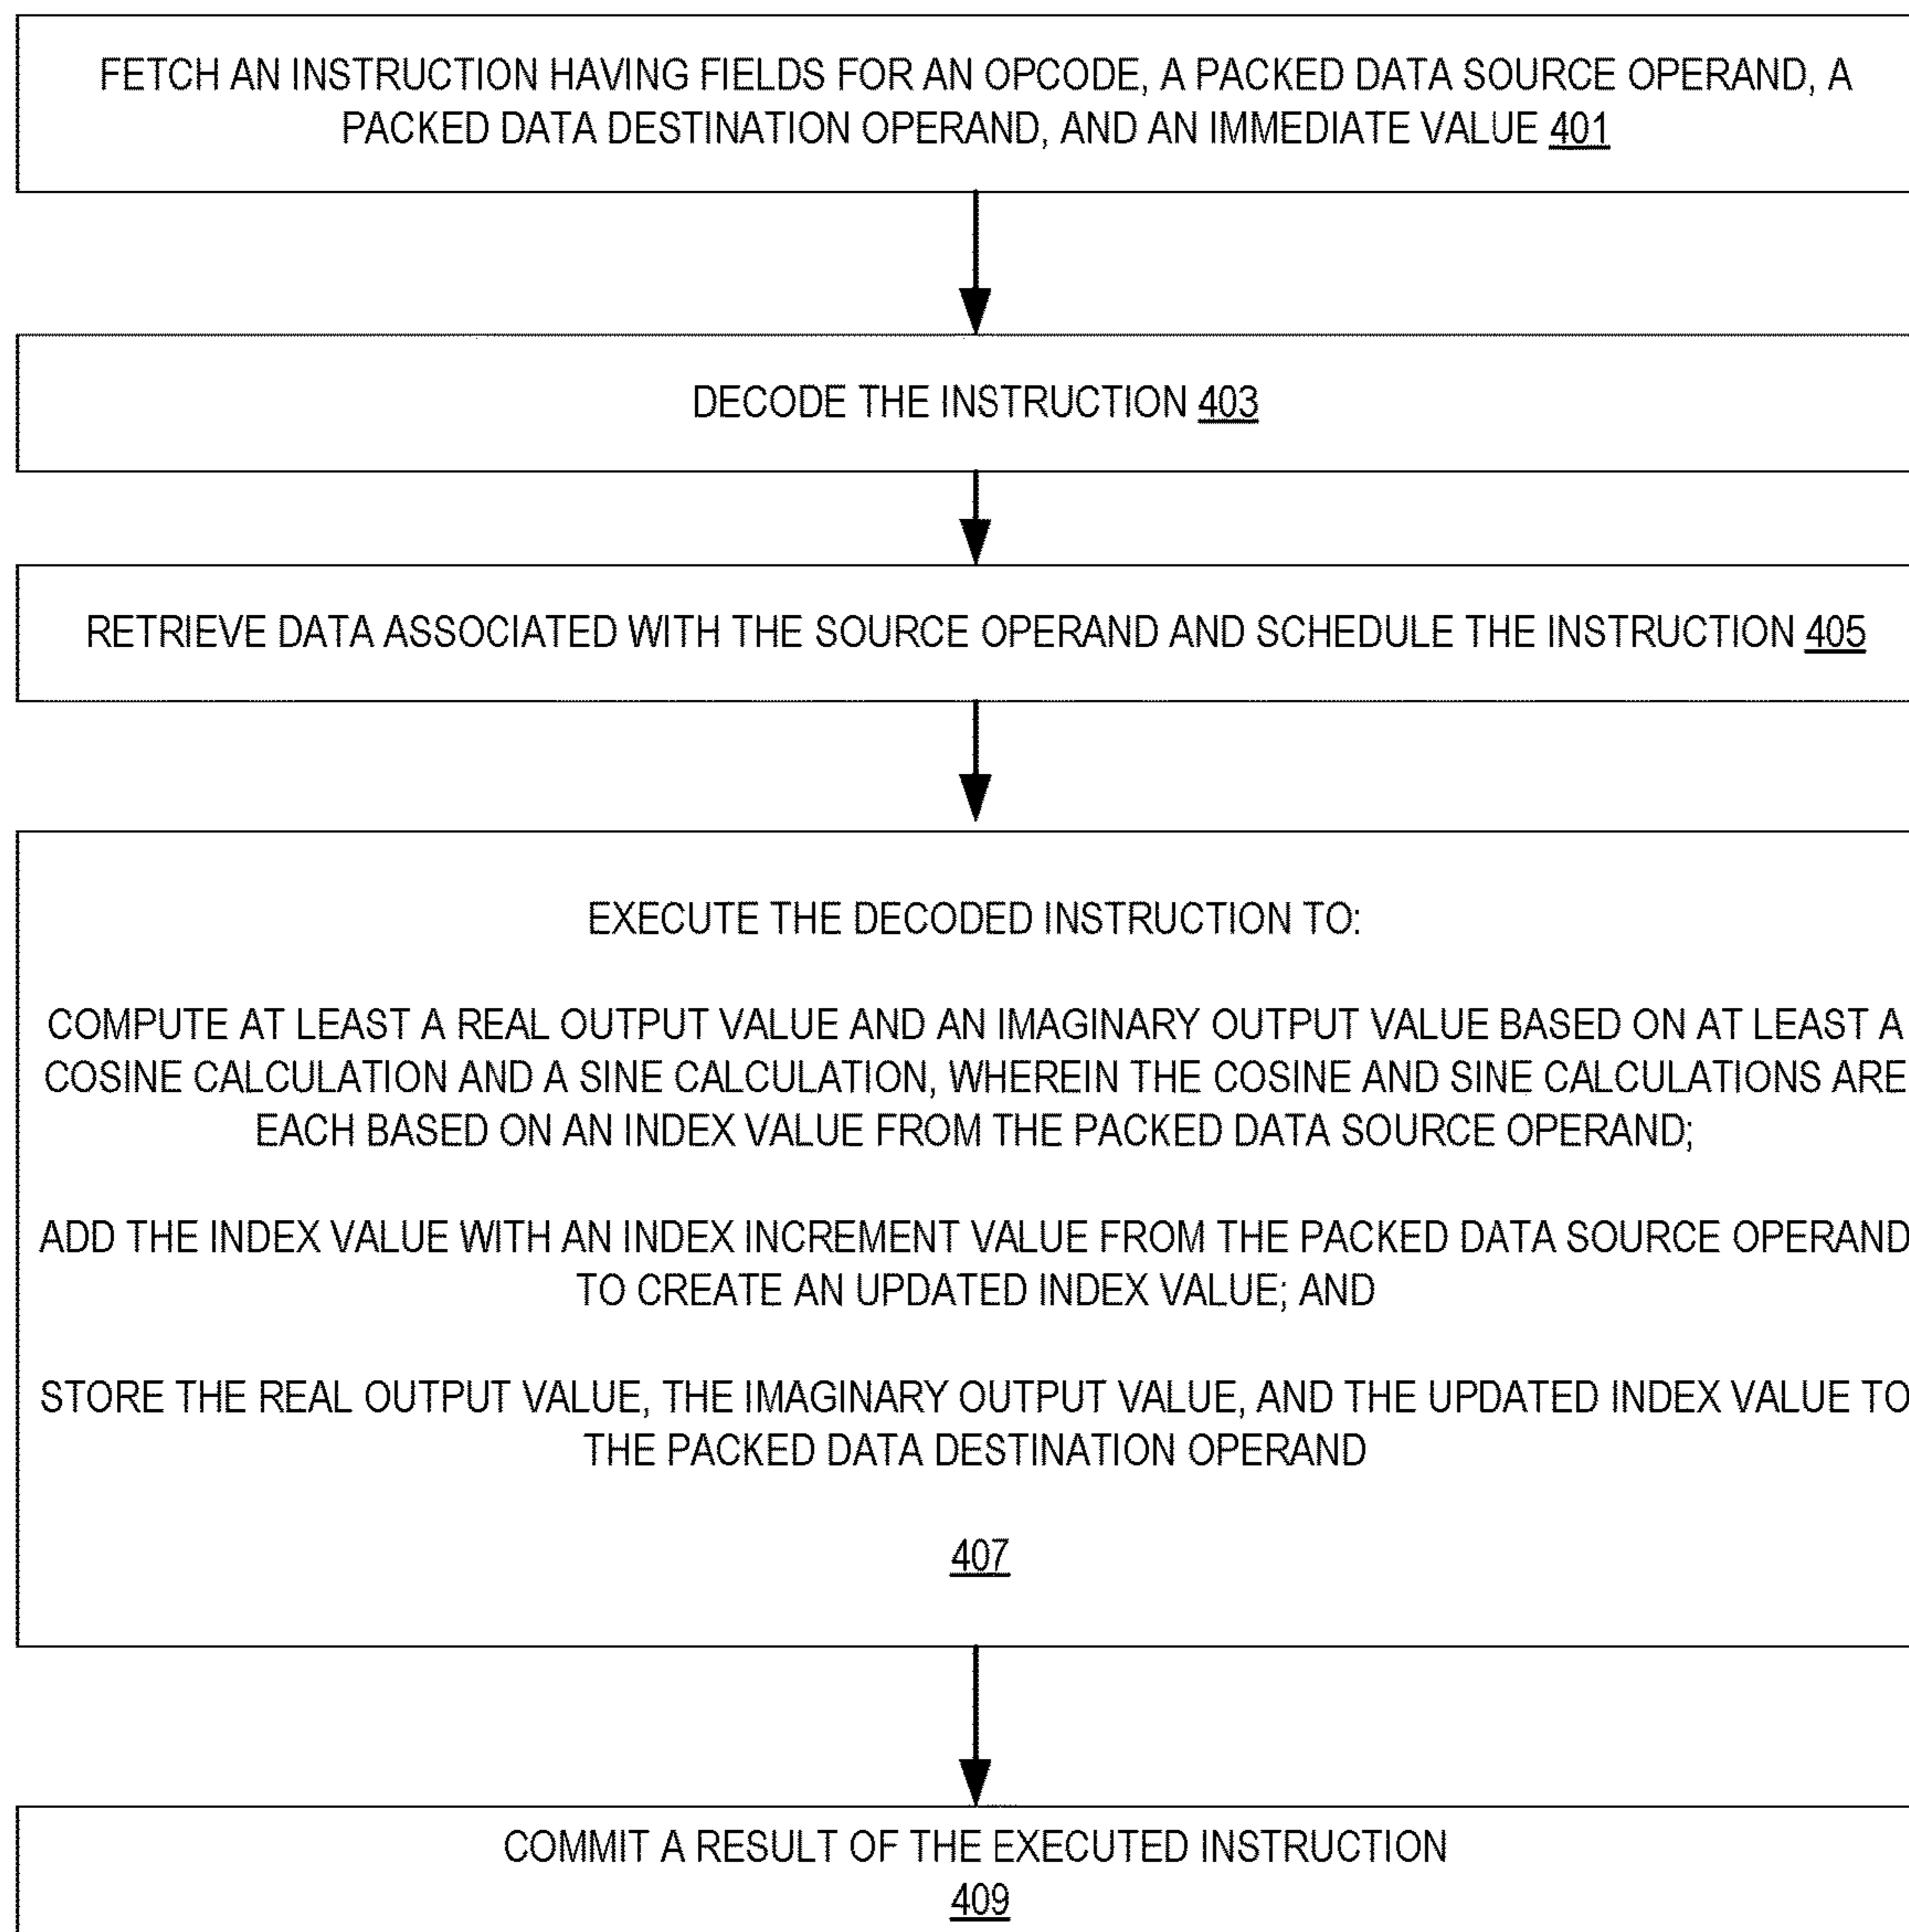 FETCH AN INSTRUCTION HAVING FIELDS FOR AN OPCODE, A PACKED DATA SOURCE OPERAND, A
PACKED DATA DESTINATION OPERAND, AND AN IMMEDIATE VALUE 401
DECODE THE INSTRUCTION 403
RETRIEVE DATA ASSOCIATED WITH THE SOURCE OPERAND AND SCHEDULE THE INSTRUCTION 405
EXECUTE THE DECODED INSTRUCTION TO:
COMPUTE AT LEAST A REAL OUTPUT VALUE AND AN IMAGINARY OUTPUT VALUE BASED ON AT LEAST A
COSINE CALCULATION AND A SINE CALCULATION, WHEREIN THE COSINE AND SINE CALCULATIONS ARE
EACH BASED ON AN INDEX VALUE FROM THE PACKED DATA SOURCE OPERAND;
ADD THE INDEX VALUE WITH AN INDEX INCREMENT VALUE FROM THE PACKED DATA SOURCE OPERAND
TO CREATE AN UPDATED INDEX VALUE; AND
STORE THE REAL OUTPUT VALUE, THE IMAGINARY OUTPUT VALUE, AND THE UPDATED INDEX VALUE TO
THE PACKED DATA DESTINATION OPERAND
407
COMMIT A RESULT OF THE EXECUTED INSTRUCTION
409